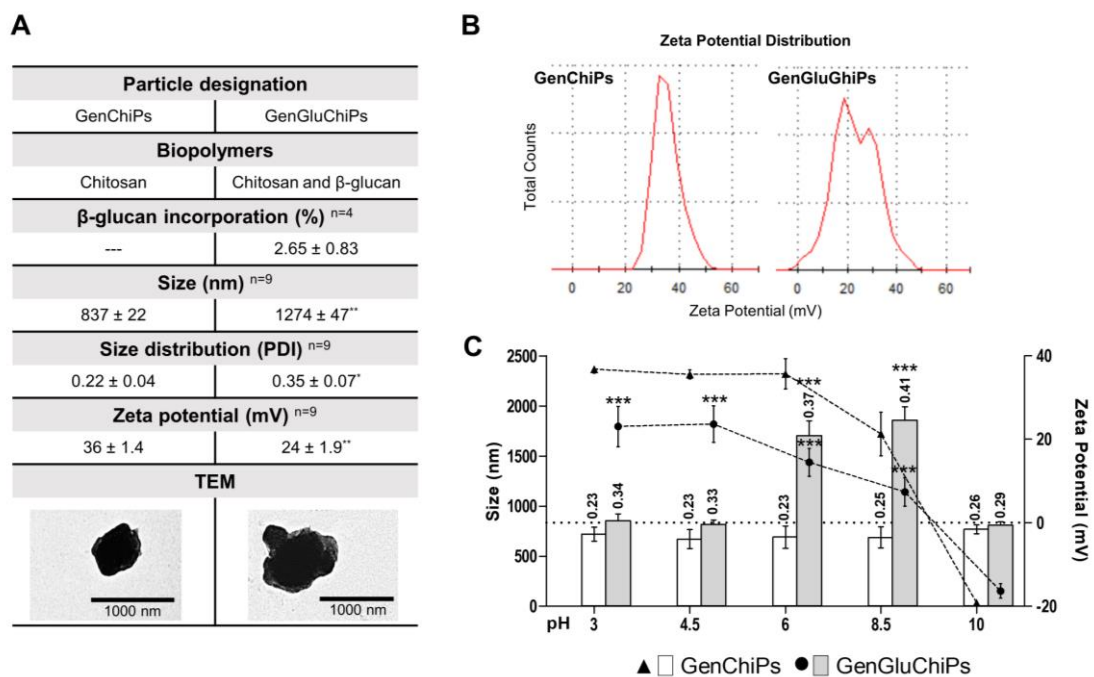 A
Particle designation
GenChiPs GenGluChiPs
Biopolymers
Chitosan Chitosan and β-glucan
β-glucan incorporation (%) n=4
--- 2.65 ± 0.83
Size (nm) n=9
837 ± 22 1274 ± 47**
Size distribution (PDI) n=9
0.22 ± 0.04 0.35 ± 0.07*
Zeta potential (mV) n=9
36 ± 1.4 24 ± 1.9**
TEM
1000 nm 1000 nm
B
Zeta Potential Distribution
GenChiPs GenGluGhiPs
Total Counts
0 20 40 60 0 20 40 60
Zeta Potential (mV)
C
Size (nm)
2500
2000
1500
1000
500
0
Zeta Potential (mV)
40
20
0
-20
*** *** *** *** *** ***
0.23 0.34 0.23 0.33 0.23 0.37 0.25 0.41 0.26 0.29
pH 3 4.5 6 8.5 10
GenChiPs GenGluChiPs